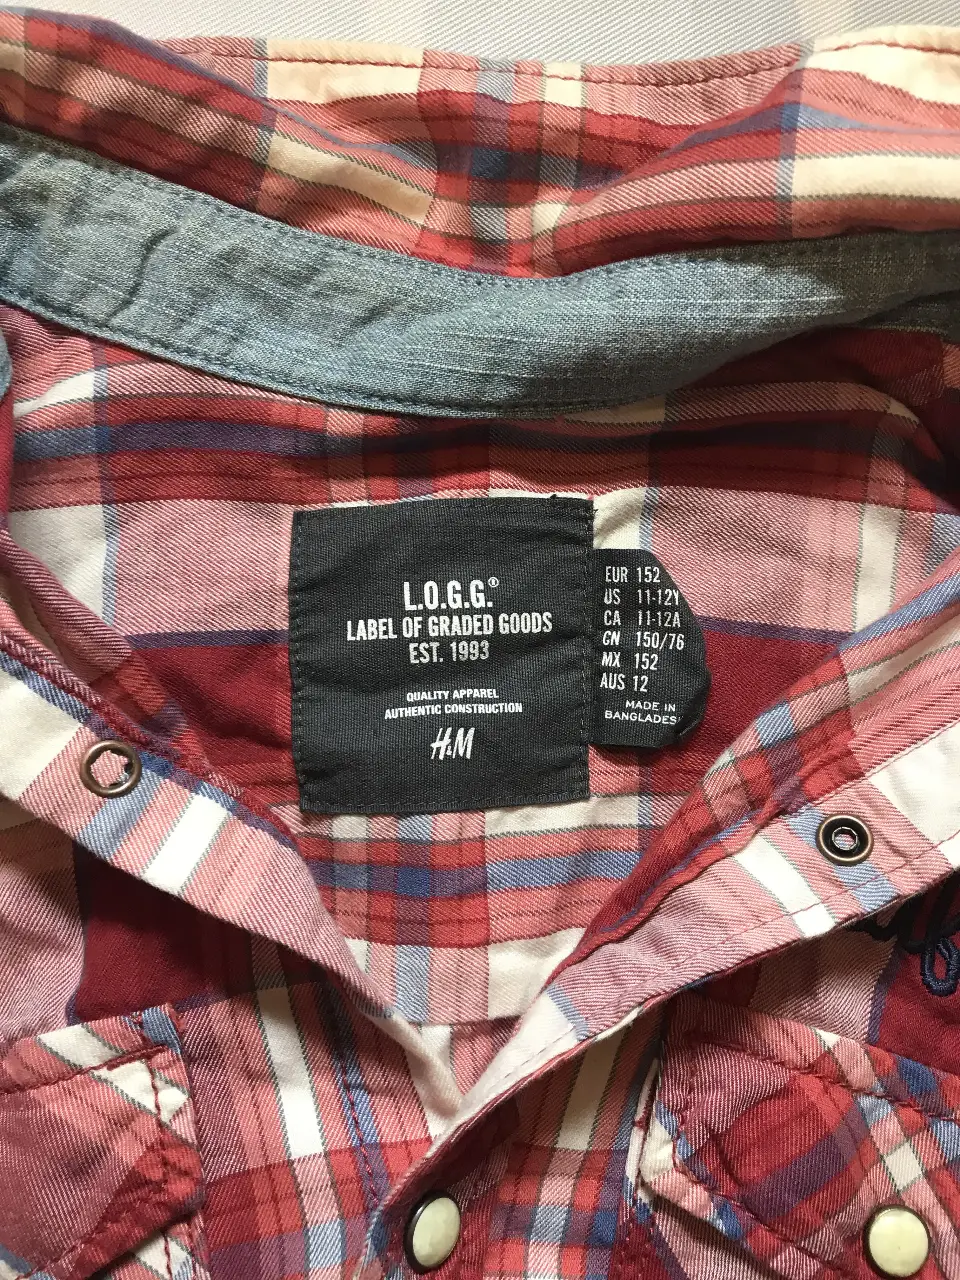 L.O.G.G.®
LABEL OF GRADED GOODS
EST. 1993
QUALITY APPAREL
AUTHENTIC CONSTRUCTION
H&M
EUR 152
US 11-12Y
CA 11-12A
CN 150/76
MX 152
AUS 12
MADE IN
BANGLADES